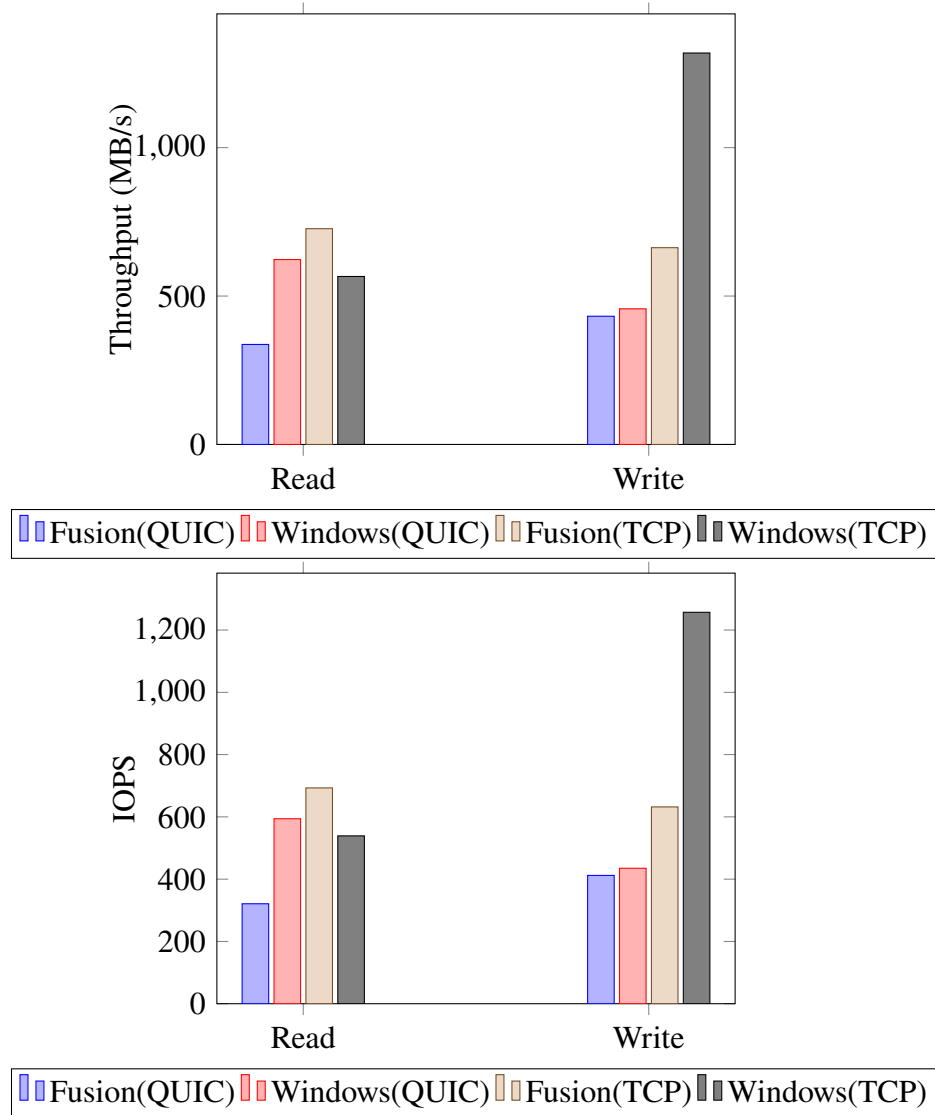 Throughput (MB/s)
1,000
500
0
Read Write
Fusion(QUIC) Windows(QUIC) Fusion(TCP) Windows(TCP)
IOPS
1,200
1,000
800
600
400
200
0
Read Write
Fusion(QUIC) Windows(QUIC) Fusion(TCP) Windows(TCP)